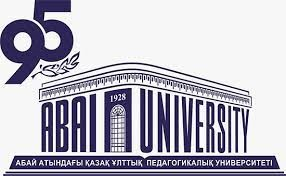 95
1928
ABAI UNIVERSITY
АБАЙ АТЫНДАҒЫ ҚАЗАҚ ҰЛТТЫҚ ПЕДАГОГИКАЛЫҚ УНИВЕРСИТЕТІ